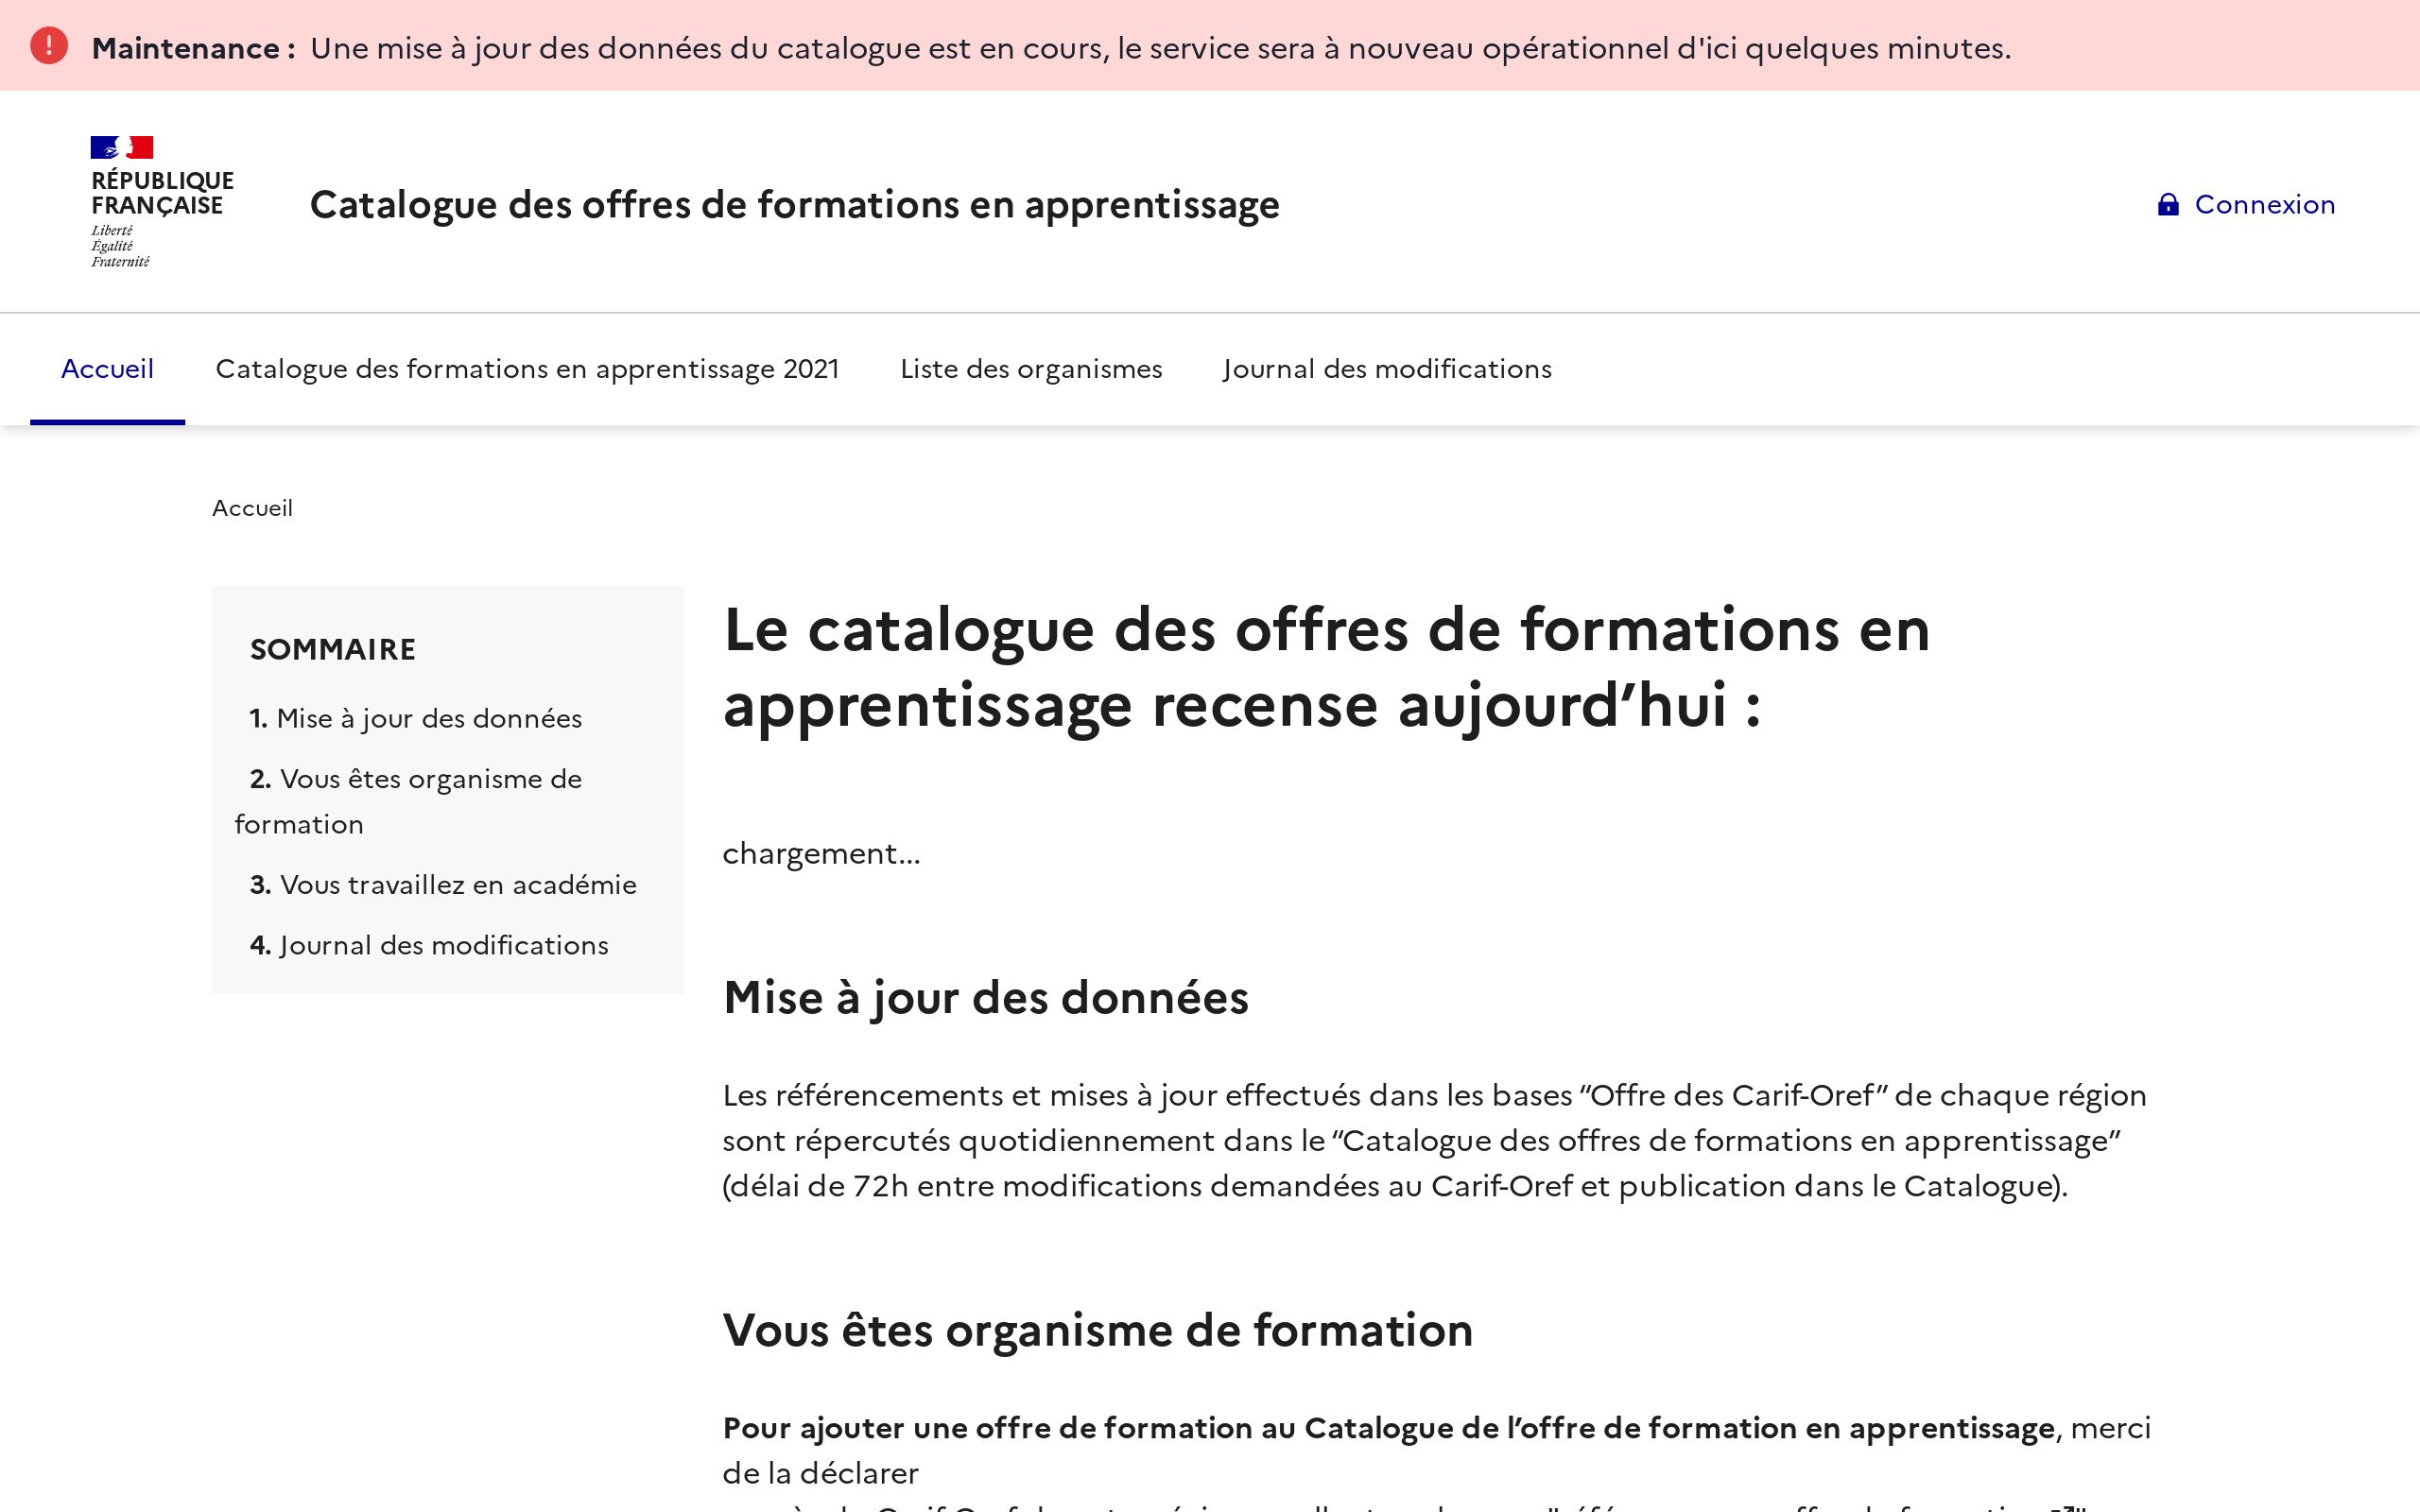 Maintenance : Une mise à jour des données du catalogue est en cours, le service sera à nouveau opérationnel d'ici quelques minutes.
RÉPUBLIQUE
FRANÇAISE
Liberté
Égalité
Fraternité
Catalogue des offres de formations en apprentissage
Connexion
Accueil
Catalogue des formations en apprentissage 2021
Liste des organismes
Journal des modifications
Accueil
SOMMAIRE
1. Mise à jour des données
2. Vous êtes organisme de
formation
3. Vous travaillez en académie
4. Journal des modifications
Le catalogue des offres de formations en
apprentissage recense aujourd’hui :
chargement...
Mise à jour des données
Les référencements et mises à jour effectués dans les bases “Offre des Carif-Oref” de chaque région
sont répercutés quotidiennement dans le “Catalogue des offres de formations en apprentissage”
(délai de 72h entre modifications demandées au Carif-Oref et publication dans le Catalogue).
Vous êtes organisme de formation
Pour ajouter une offre de formation au Catalogue de l’offre de formation en apprentissage, merci
de la déclarer